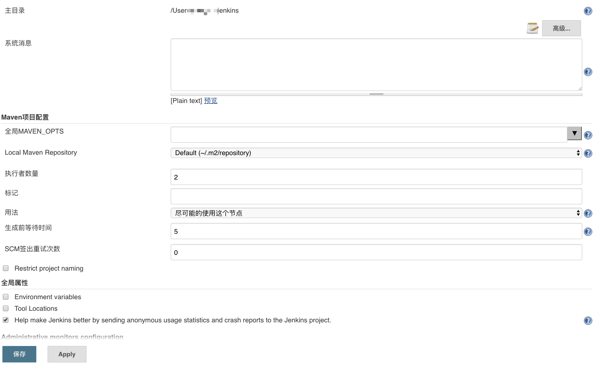 主目录
/User jenkins
高级...
系统消息
[Plain text] 预览
Maven项目配置
全局MAVEN_OPTS
Local Maven Repository
Default (~/.m2/repository)
执行者数量
2
标记
用法
尽可能的使用这个节点
生成前等待时间
5
SCM签出重试次数
0
Restrict project naming
全局属性
Environment variables
Tool Locations
Help make Jenkins better by sending anonymous usage statistics and crash reports to the Jenkins project.
Administrative monitors configuration
保存
Apply